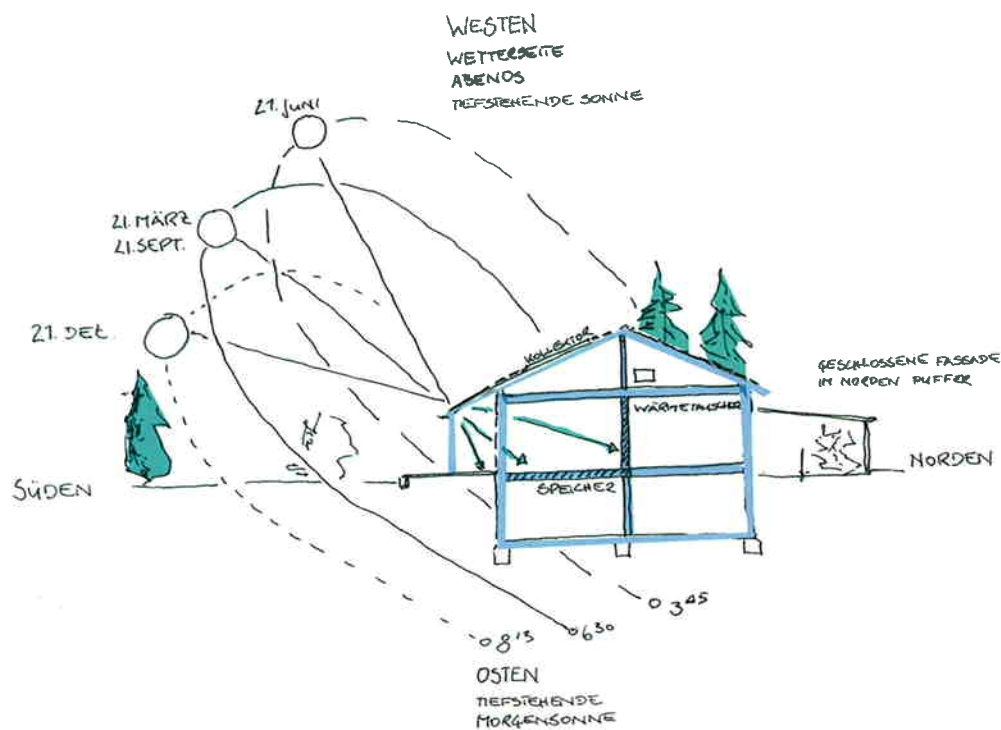 WESTEN
WETTERSEITE
ABENDS
TIEFSTEHENDE SONNE
21. JUNI
21. MÄRZ
21. SEPT.
21. DEZ.
KOLLEKTOR
GESCHLOSSENE FASSADE
IM NORDEN PUFFER
WÄRMETAUSCHER
SÜDEN
SPEICHER
NORDEN
3⁴⁵
6³⁰
8¹⁵
OSTEN
TIEFSTEHENDE
MORGENSONNE